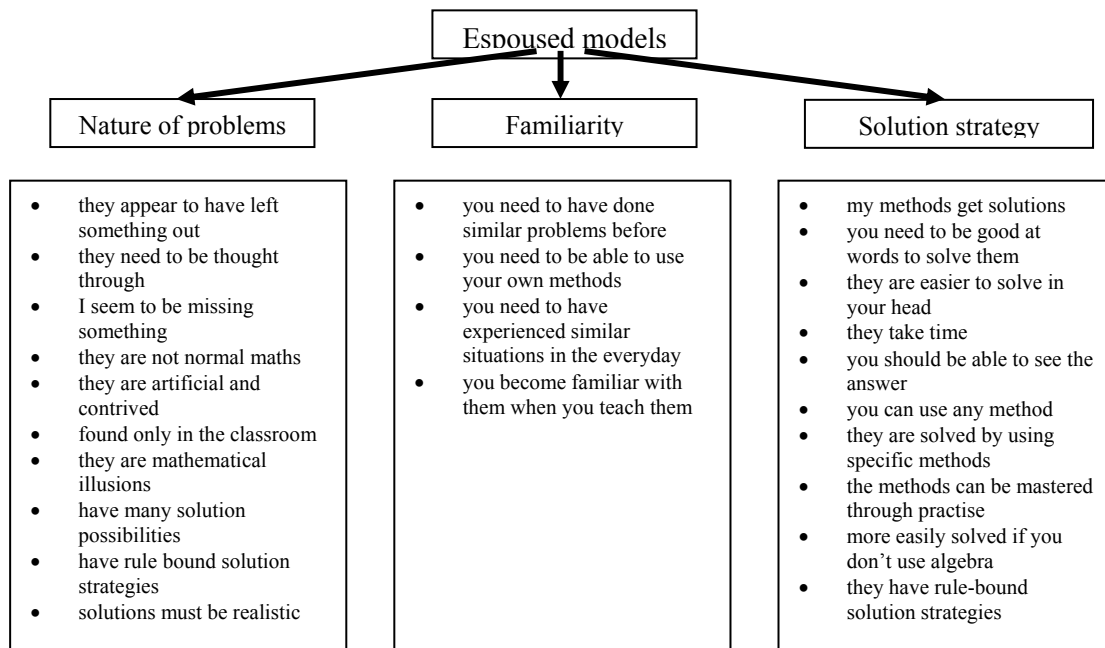 Espoused models
Nature of problems
Familiarity
Solution strategy
• they appear to have left
something out
• they need to be thought
through
• I seem to be missing
something
• they are not normal maths
• they are artificial and
contrived
• found only in the classroom
• they are mathematical
illusions
• have many solution
possibilities
• have rule bound solution
strategies
• solutions must be realistic
• you need to have done
similar problems before
• you need to be able to use
your own methods
• you need to have
experienced similar
situations in the everyday
• you become familiar with
them when you teach them
• my methods get solutions
• you need to be good at
words to solve them
• they are easier to solve in
your head
• they take time
• you should be able to see the
answer
• you can use any method
• they are solved by using
specific methods
• the methods can be mastered
through practise
• more easily solved if you
don’t use algebra
• they have rule-bound
solution strategies